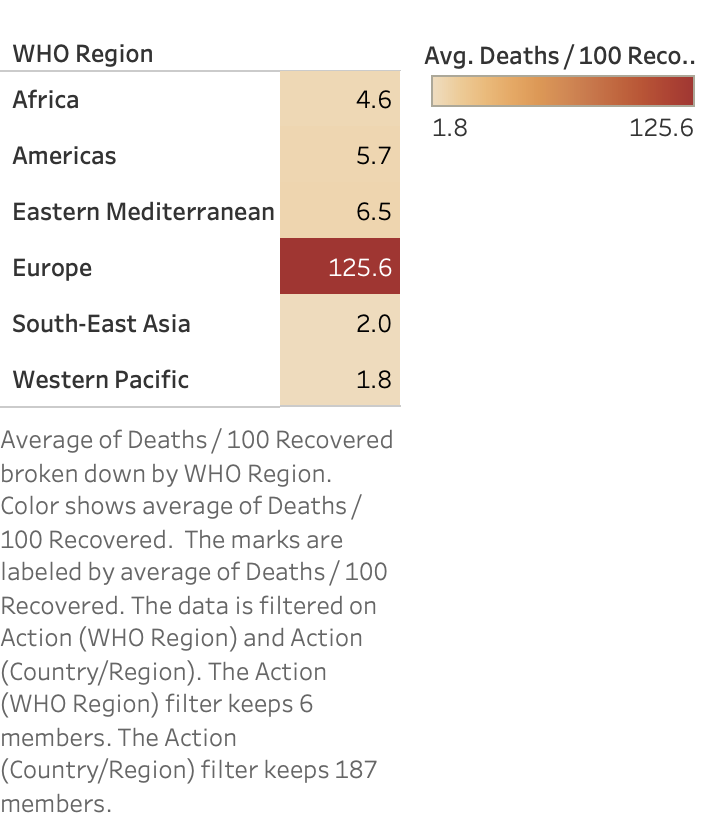 WHO Region
Africa 4.6
Americas 5.7
Eastern Mediterranean 6.5
Europe 125.6
South-East Asia 2.0
Western Pacific 1.8
Avg. Deaths / 100 Reco..
1.8 125.6
Average of Deaths / 100 Recovered
broken down by WHO Region.
Color shows average of Deaths /
100 Recovered.  The marks are
labeled by average of Deaths / 100
Recovered. The data is filtered on
Action (WHO Region) and Action
(Country/Region). The Action
(WHO Region) filter keeps 6
members. The Action
(Country/Region) filter keeps 187
members.